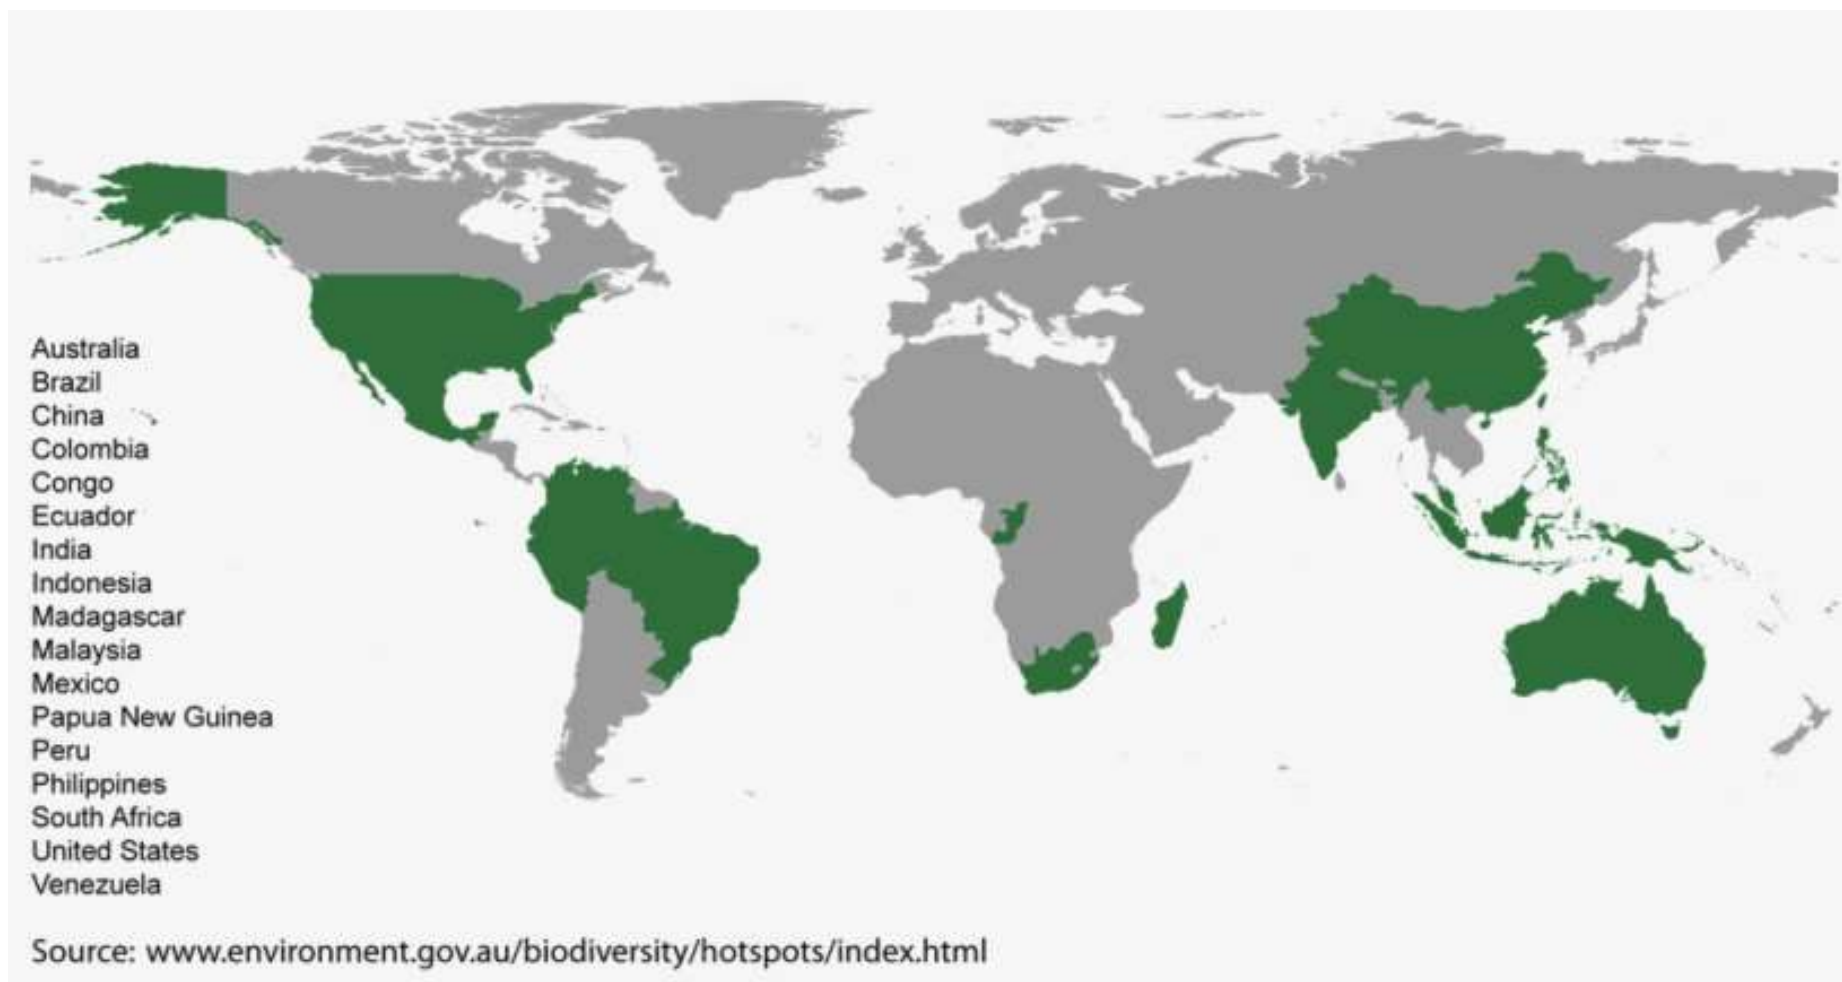 Australia
Brazil
China
Colombia
Congo
Ecuador
India
Indonesia
Madagascar
Malaysia
Mexico
Papua New Guinea
Peru
Philippines
South Africa
United States
Venezuela
Source: www.environment.gov.au/biodiversity/hotspots/index.html